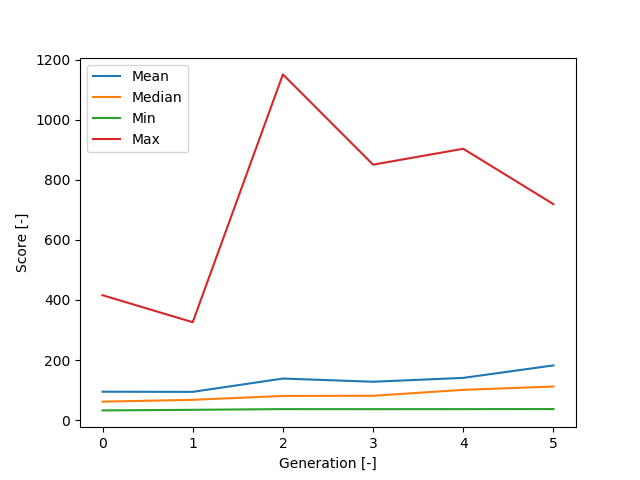 1200
1000
800
600
400
200
0
Score [-]
Mean
Median
Min
Max
0 1 2 3 4 5
Generation [-]